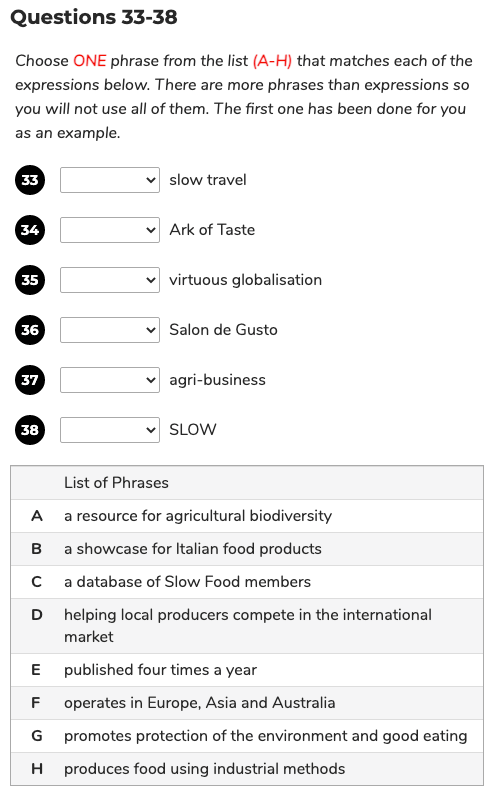 Questions 33-38
Choose ONE phrase from the list (A-H) that matches each of the
expressions below. There are more phrases than expressions so
you will not use all of them. The first one has been done for you
as an example.
33 slow travel
34 Ark of Taste
35 virtuous globalisation
36 Salon de Gusto
37 agri-business
38 SLOW
List of Phrases
A a resource for agricultural biodiversity
B a showcase for Italian food products
C a database of Slow Food members
D helping local producers compete in the international
market
E published four times a year
F operates in Europe, Asia and Australia
G promotes protection of the environment and good eating
H produces food using industrial methods